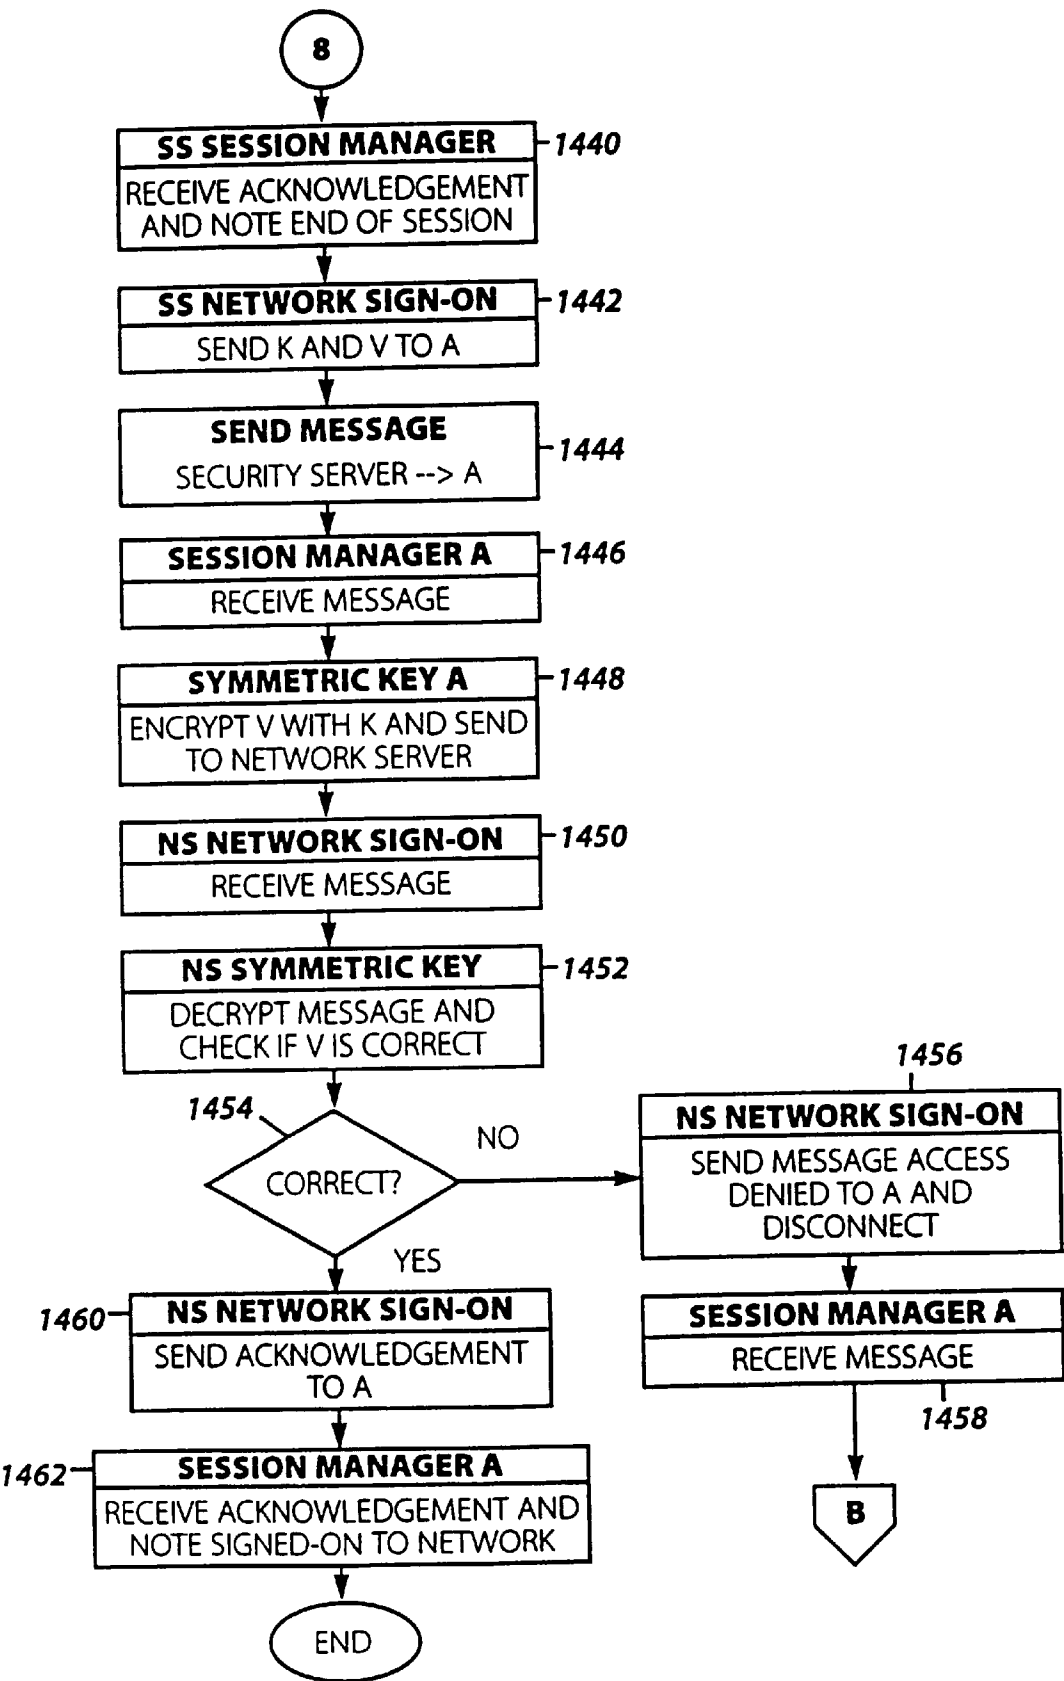 8
SS SESSION MANAGER
1440
RECEIVE ACKNOWLEDGEMENT
AND NOTE END OF SESSION
SS NETWORK SIGN-ON
1442
SEND K AND V TO A
SEND MESSAGE
1444
SECURITY SERVER --> A
SESSION MANAGER A
1446
RECEIVE MESSAGE
SYMMETRIC KEY A
1448
ENCRYPT V WITH K AND SEND
TO NETWORK SERVER
NS NETWORK SIGN-ON
1450
RECEIVE MESSAGE
NS SYMMETRIC KEY
1452
DECRYPT MESSAGE AND
CHECK IF V IS CORRECT
1454
CORRECT?
NO
YES
1456
NS NETWORK SIGN-ON
SEND MESSAGE ACCESS
DENIED TO A AND
DISCONNECT
SESSION MANAGER A
RECEIVE MESSAGE
1458
B
1460
NS NETWORK SIGN-ON
SEND ACKNOWLEDGEMENT
TO A
1462
SESSION MANAGER A
RECEIVE ACKNOWLEDGEMENT AND
NOTE SIGNED-ON TO NETWORK
END